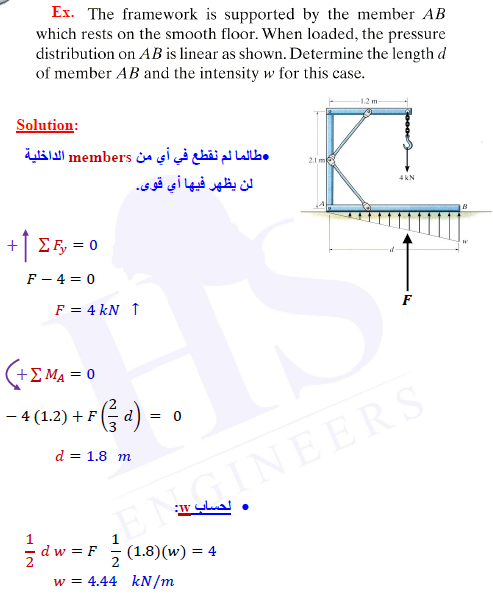 Ex. The framework is supported by the member AB
which rests on the smooth floor. When loaded, the pressure
distribution on AB is linear as shown. Determine the length d
of member AB and the intensity w for this case.
Solution:
1.2 m
2.1 m
4 kN
A
B
w
d
F
•طالما لم نقطع في أي من members الداخلية
لن يظهر فيها أي قوى.
+↑ ΣFy = 0
F − 4 = 0
F = 4 kN ↑
+Σ MA = 0
− 4 (1.2) + F (2/3 d) = 0
d = 1.8 m
• لحساب w:
1/2 d w = F 1/2 (1.8)(w) = 4
w = 4.44 kN/m
HS
ENGINEERS